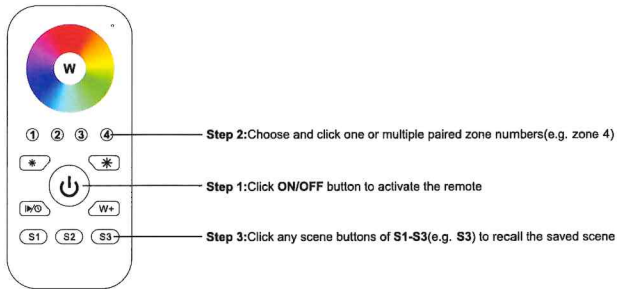 W
1 2 3 4
Step 2:Choose and click one or multiple paired zone numbers(e.g. zone 4)
Step 1:Click ON/OFF button to activate the remote
W+
S1 S2 S3
Step 3:Click any scene buttons of S1-S3(e.g. S3) to recall the saved scene